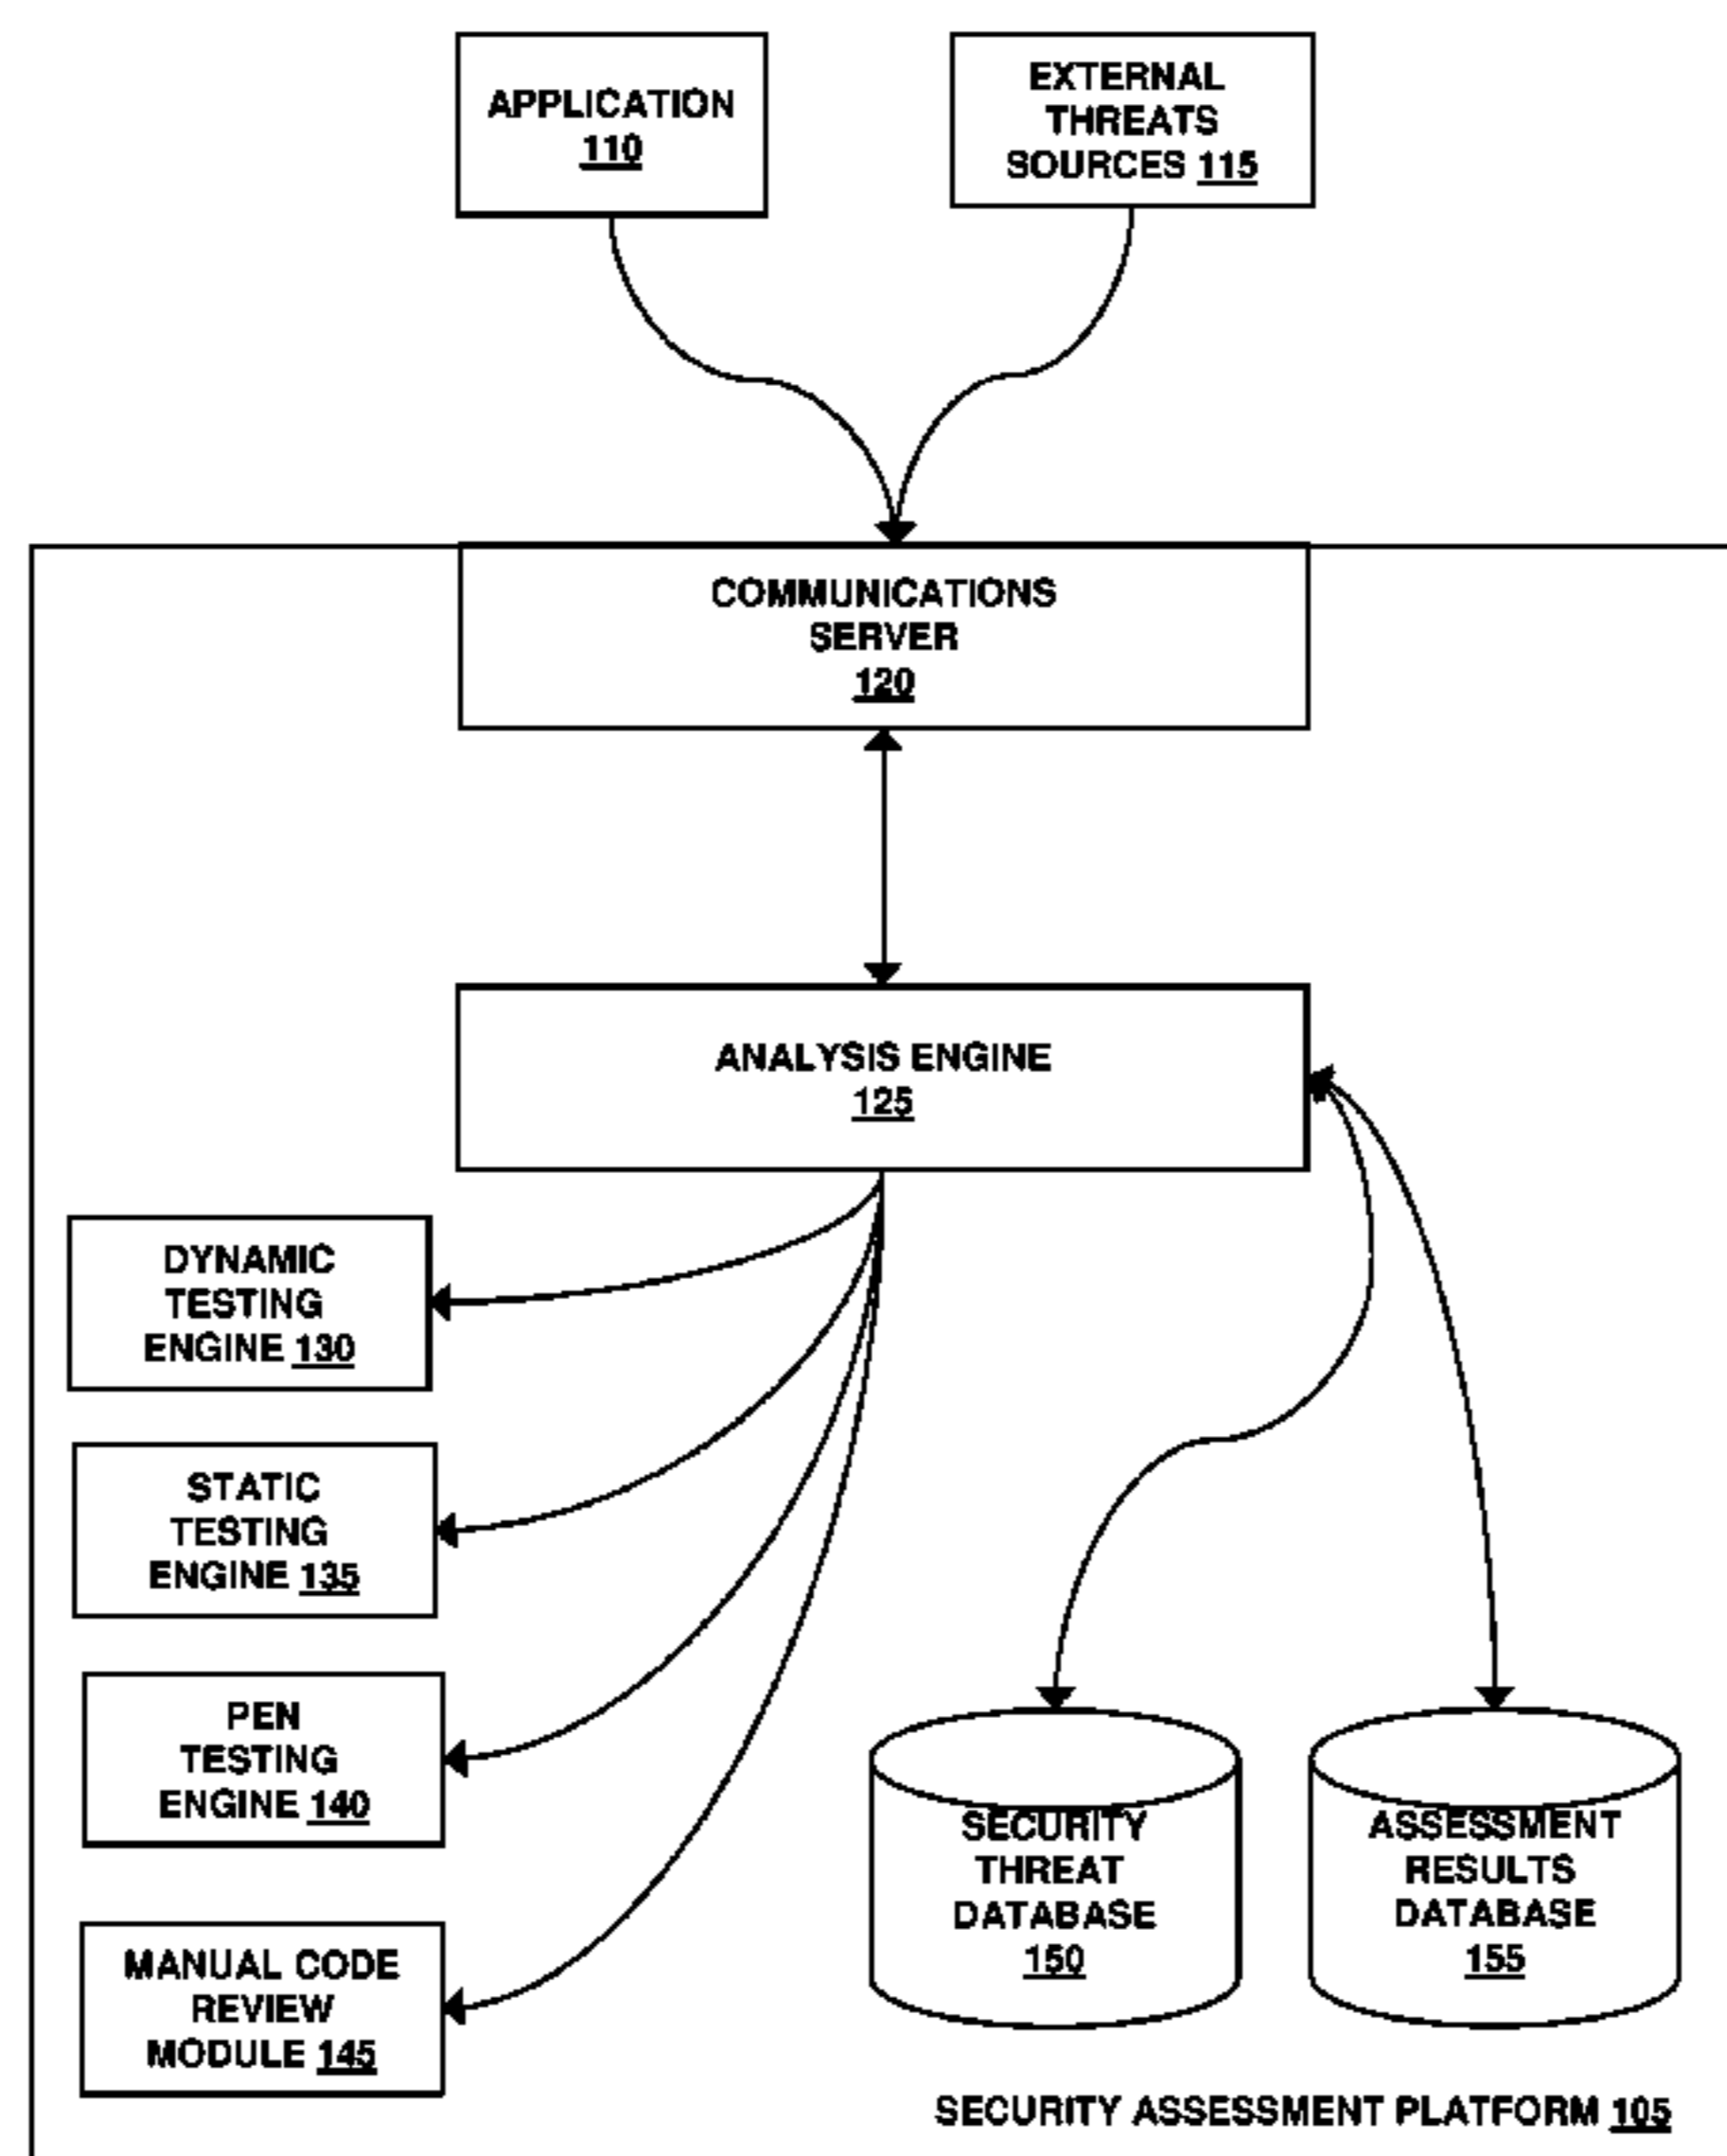 APPLICATION
110
EXTERNAL
THREATS
SOURCES 115
COMMUNICATIONS
SERVER
120
ANALYSIS ENGINE
125
DYNAMIC
TESTING
ENGINE 130
STATIC
TESTING
ENGINE 135
PEN
TESTING
ENGINE 140
MANUAL CODE
REVIEW
MODULE 145
SECURITY
THREAT
DATABASE
150
ASSESSMENT
RESULTS
DATABASE
155
SECURITY ASSESSMENT PLATFORM 105